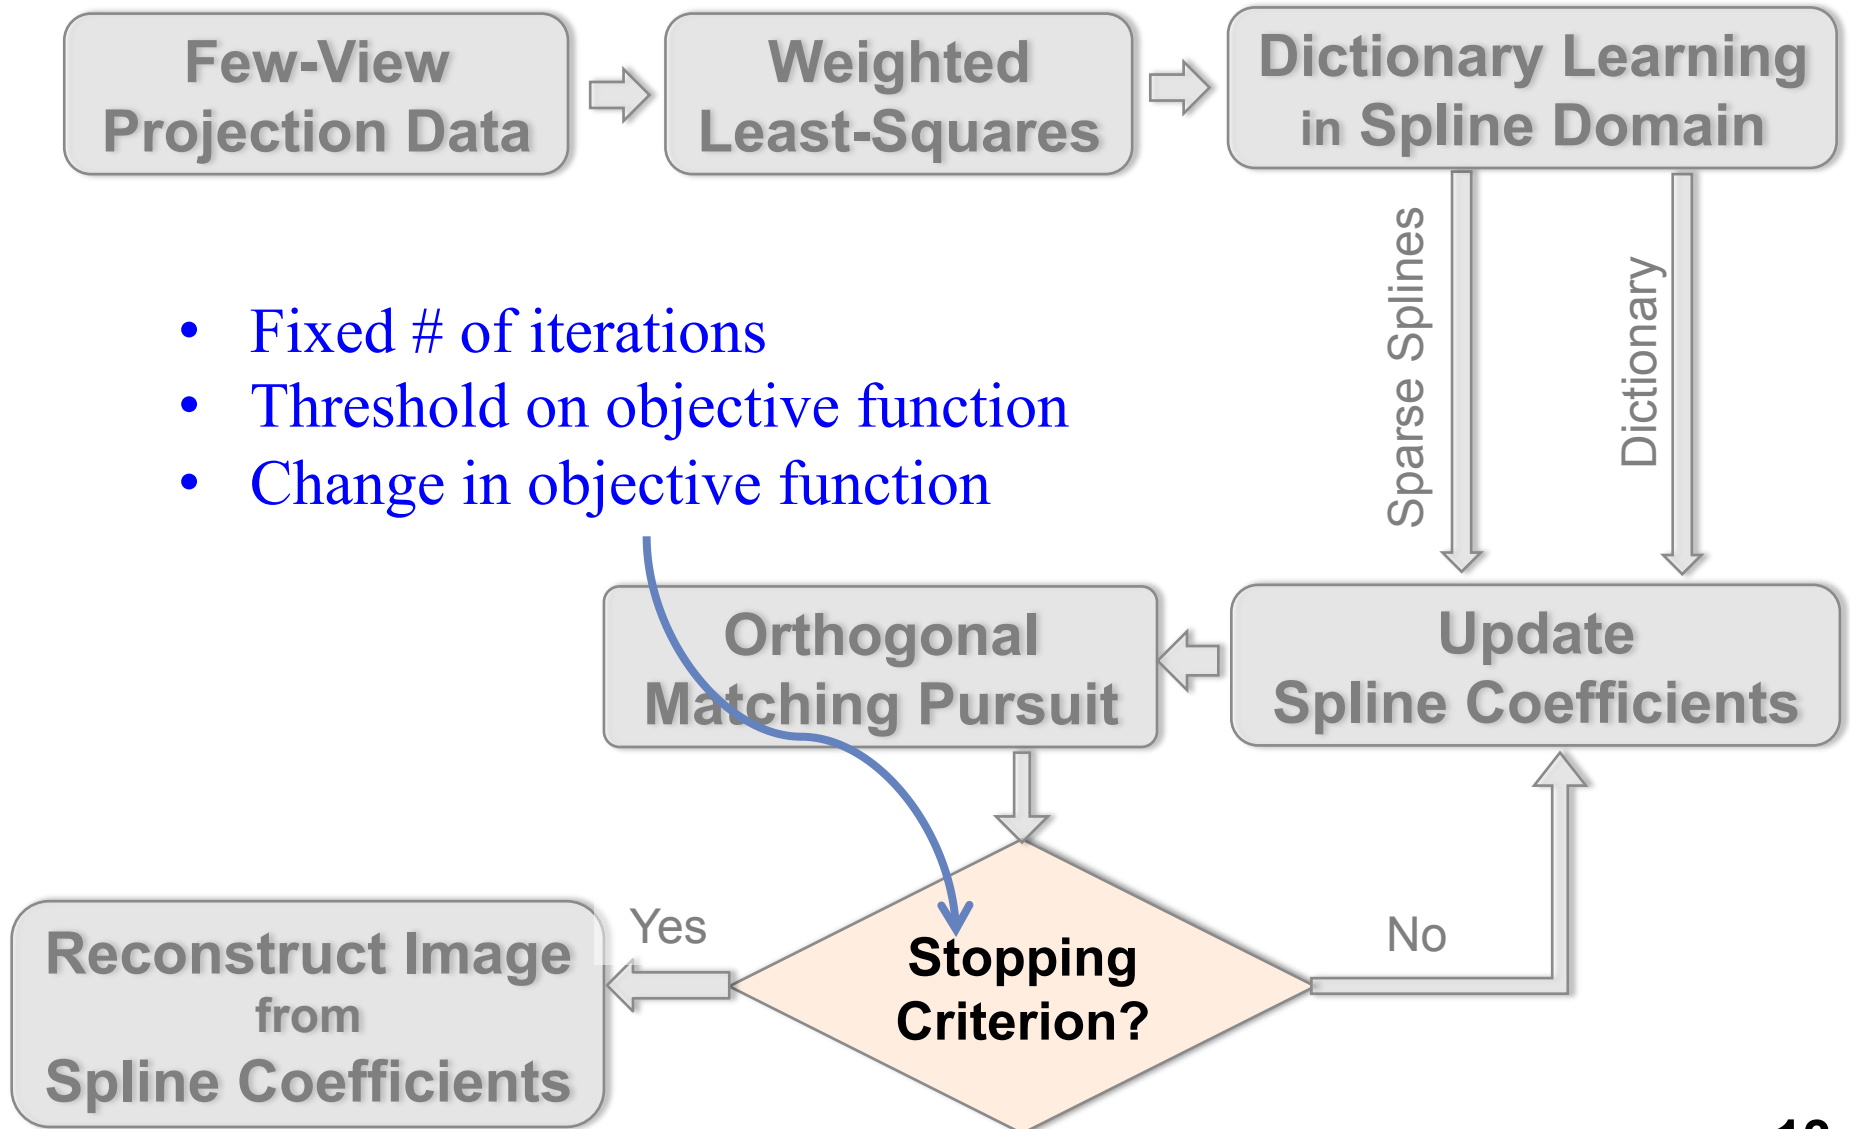 Few-View
Projection Data
Weighted
Least-Squares
Dictionary Learning
in Spline Domain
Sparse Splines
Dictionary
• Fixed # of iterations
• Threshold on objective function
• Change in objective function
Orthogonal
Matching Pursuit
Update
Spline Coefficients
Yes
No
Stopping
Criterion?
Reconstruct Image
from
Spline Coefficients